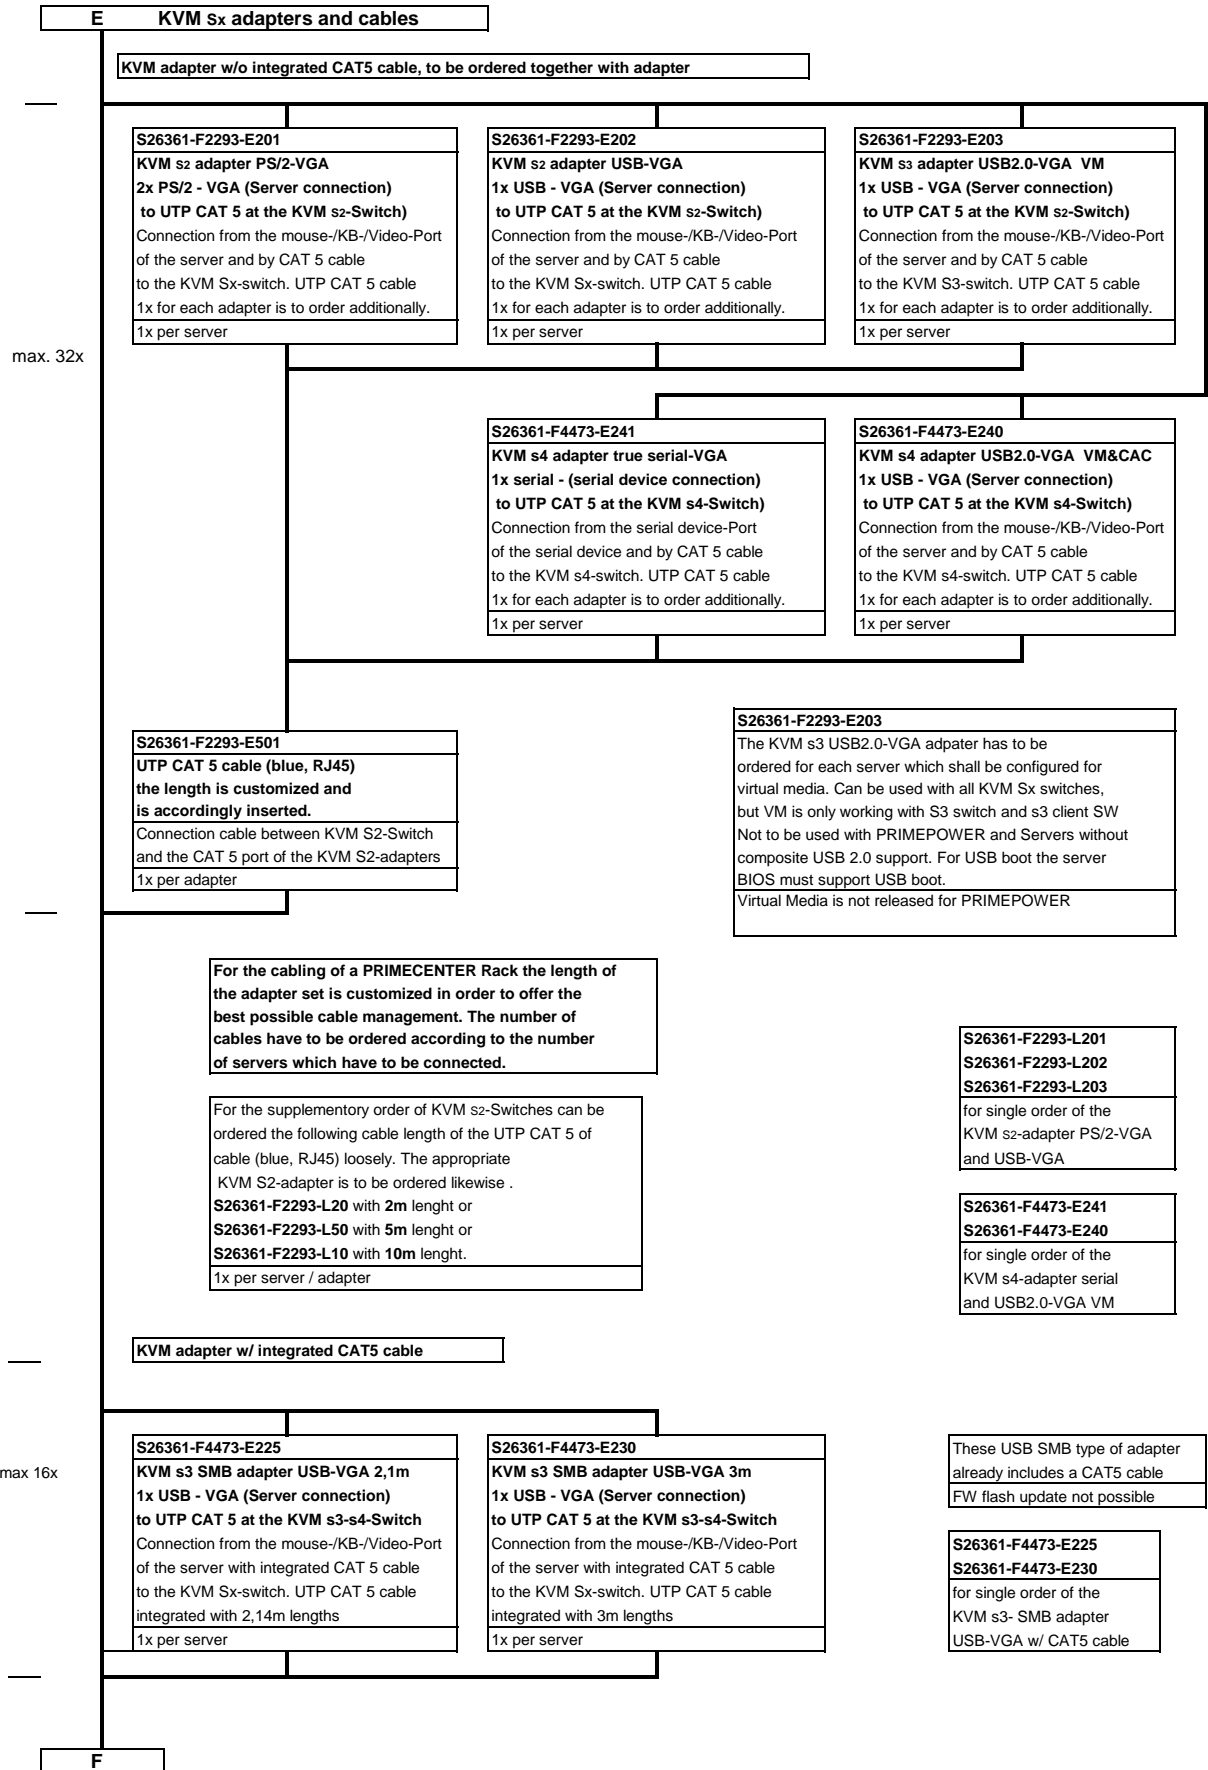 E KVM Sx adapters and cables
KVM adapter w/o integrated CAT5 cable, to be ordered together with adapter
S26361-F2293-E201
KVM S2 adapter PS/2-VGA
2x PS/2 - VGA (Server connection)
to UTP CAT 5 at the KVM S2-Switch)
Connection from the mouse-/KB-/Video-Port
of the server and by CAT 5 cable
to the KVM Sx-switch. UTP CAT 5 cable
1x for each adapter is to order additionally.
1x per server
S26361-F2293-E202
KVM S2 adapter USB-VGA
1x USB - VGA (Server connection)
to UTP CAT 5 at the KVM S2-Switch)
Connection from the mouse-/KB-/Video-Port
of the server and by CAT 5 cable
to the KVM Sx-switch. UTP CAT 5 cable
1x for each adapter is to order additionally.
1x per server
S26361-F2293-E203
KVM S3 adapter USB2.0-VGA VM
1x USB - VGA (Server connection)
to UTP CAT 5 at the KVM S2-Switch)
Connection from the mouse-/KB-/Video-Port
of the server and by CAT 5 cable
to the KVM S3-switch. UTP CAT 5 cable
1x for each adapter is to order additionally.
1x per server
max. 32x
S26361-F4473-E241
KVM s4 adapter true serial-VGA
1x serial - (serial device connection)
to UTP CAT 5 at the KVM s4-Switch)
Connection from the serial device-Port
of the serial device and by CAT 5 cable
to the KVM s4-switch. UTP CAT 5 cable
1x for each adapter is to order additionally.
1x per server
S26361-F4473-E240
KVM s4 adapter USB2.0-VGA VM&CAC
1x USB - VGA (Server connection)
to UTP CAT 5 at the KVM s4-Switch)
Connection from the mouse-/KB-/Video-Port
of the server and by CAT 5 cable
to the KVM s4-switch. UTP CAT 5 cable
1x for each adapter is to order additionally.
1x per server
S26361-F2293-E501
UTP CAT 5 cable (blue, RJ45)
the length is customized and
is accordingly inserted.
Connection cable between KVM S2-Switch
and the CAT 5 port of the KVM S2-adapters
1x per adapter
S26361-F2293-E203
The KVM s3 USB2.0-VGA adpater has to be
ordered for each server which shall be configured for
virtual media. Can be used with all KVM Sx switches,
but VM is only working with S3 switch and s3 client SW
Not to be used with PRIMEPOWER and Servers without
composite USB 2.0 support. For USB boot the server
BIOS must support USB boot.
Virtual Media is not released for PRIMEPOWER
For the cabling of a PRIMECENTER Rack the length of
the adapter set is customized in order to offer the
best possible cable management. The number of
cables have to be ordered according to the number
of servers which have to be connected.
For the supplementory order of KVM S2-Switches can be
ordered the following cable length of the UTP CAT 5 of
cable (blue, RJ45) loosely. The appropriate
KVM S2-adapter is to be ordered likewise .
S26361-F2293-L20 with 2m lenght or
S26361-F2293-L50 with 5m lenght or
S26361-F2293-L10 with 10m lenght.
1x per server / adapter
S26361-F2293-L201
S26361-F2293-L202
S26361-F2293-L203
for single order of the
KVM S2-adapter PS/2-VGA
and USB-VGA
S26361-F4473-E241
S26361-F4473-E240
for single order of the
KVM s4-adapter serial
and USB2.0-VGA VM
KVM adapter w/ integrated CAT5 cable
max 16x
S26361-F4473-E225
KVM s3 SMB adapter USB-VGA 2,1m
1x USB - VGA (Server connection)
to UTP CAT 5 at the KVM s3-s4-Switch
Connection from the mouse-/KB-/Video-Port
of the server with integrated CAT 5 cable
to the KVM Sx-switch. UTP CAT 5 cable
integrated with 2,14m lengths
1x per server
S26361-F4473-E230
KVM s3 SMB adapter USB-VGA 3m
1x USB - VGA (Server connection)
to UTP CAT 5 at the KVM s3-s4-Switch
Connection from the mouse-/KB-/Video-Port
of the server with integrated CAT 5 cable
to the KVM Sx-switch. UTP CAT 5 cable
integrated with 3m lengths
1x per server
These USB SMB type of adapter
already includes a CAT5 cable
FW flash update not possible
S26361-F4473-E225
S26361-F4473-E230
for single order of the
KVM s3- SMB adapter
USB-VGA w/ CAT5 cable
F